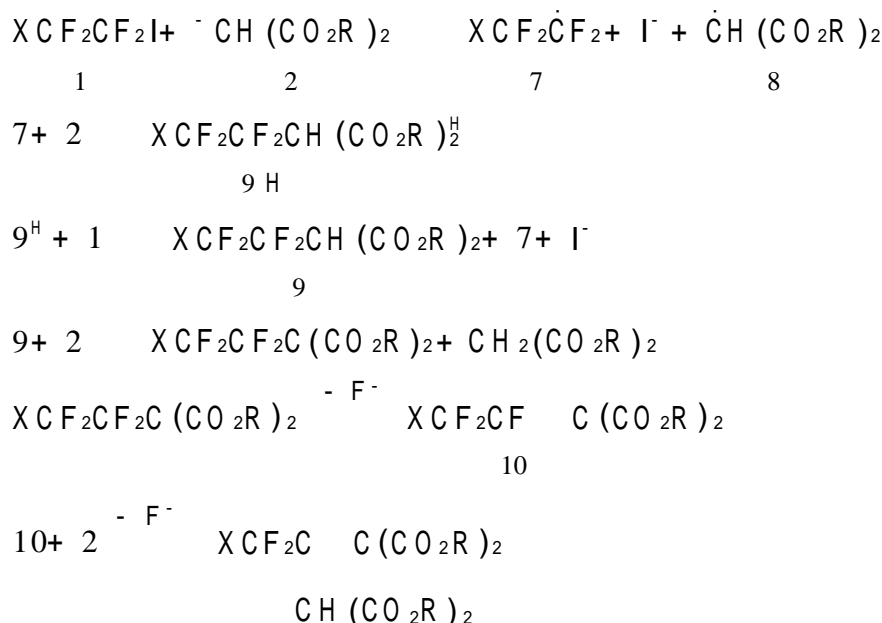 XCF₂CF₂I + ⁻CH(CO₂R)₂ XCF₂ĊF₂ + I⁻ + ĊH(CO₂R)₂
1 2 7 8
7 + 2 XCF₂CF₂CH(CO₂R)₂ᴴ
9 H
9ᴴ + 1 XCF₂CF₂CH(CO₂R)₂ + 7 + I⁻
9
9 + 2 XCF₂CF₂C(CO₂R)₂ + CH₂(CO₂R)₂
XCF₂CF₂C(CO₂R)₂ - F⁻ XCF₂CF C(CO₂R)₂
10
10 + 2 - F⁻ XCF₂C C(CO₂R)₂
CH(CO₂R)₂